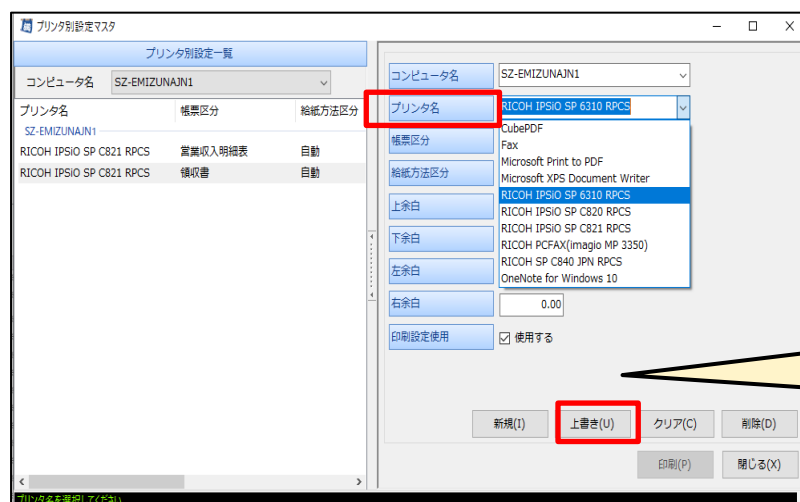 プリンタ別設定マスタ
プリンタ別設定一覧
コンピュータ名 SZ-EMIZUNAJN1
プリンタ名 帳票区分 給紙方法区分
SZ-EMIZUNAJN1
RICOH IPSiO SP C821 RPCS 営業収入明細表 自動
RICOH IPSiO SP C821 RPCS 領収書 自動
コンピュータ名 SZ-EMIZUNAJN1
プリンタ名 RICOH IPSiO SP 6310 RPCS
帳票区分
給紙方法区分
上余白
下余白
左余白
右余白 0.00
印刷設定使用 使用する
CubePDF
Fax
Microsoft Print to PDF
Microsoft XPS Document Writer
RICOH IPSiO SP 6310 RPCS
RICOH IPSiO SP C820 RPCS
RICOH IPSiO SP C821 RPCS
RICOH PCFAX(imagio MP 3350)
RICOH SP C840 JPN RPCS
OneNote for Windows 10
新規(I) 上書き(U) クリア(C) 削除(D)
印刷(P) 閉じる(X)
プリンタ名を選択してください